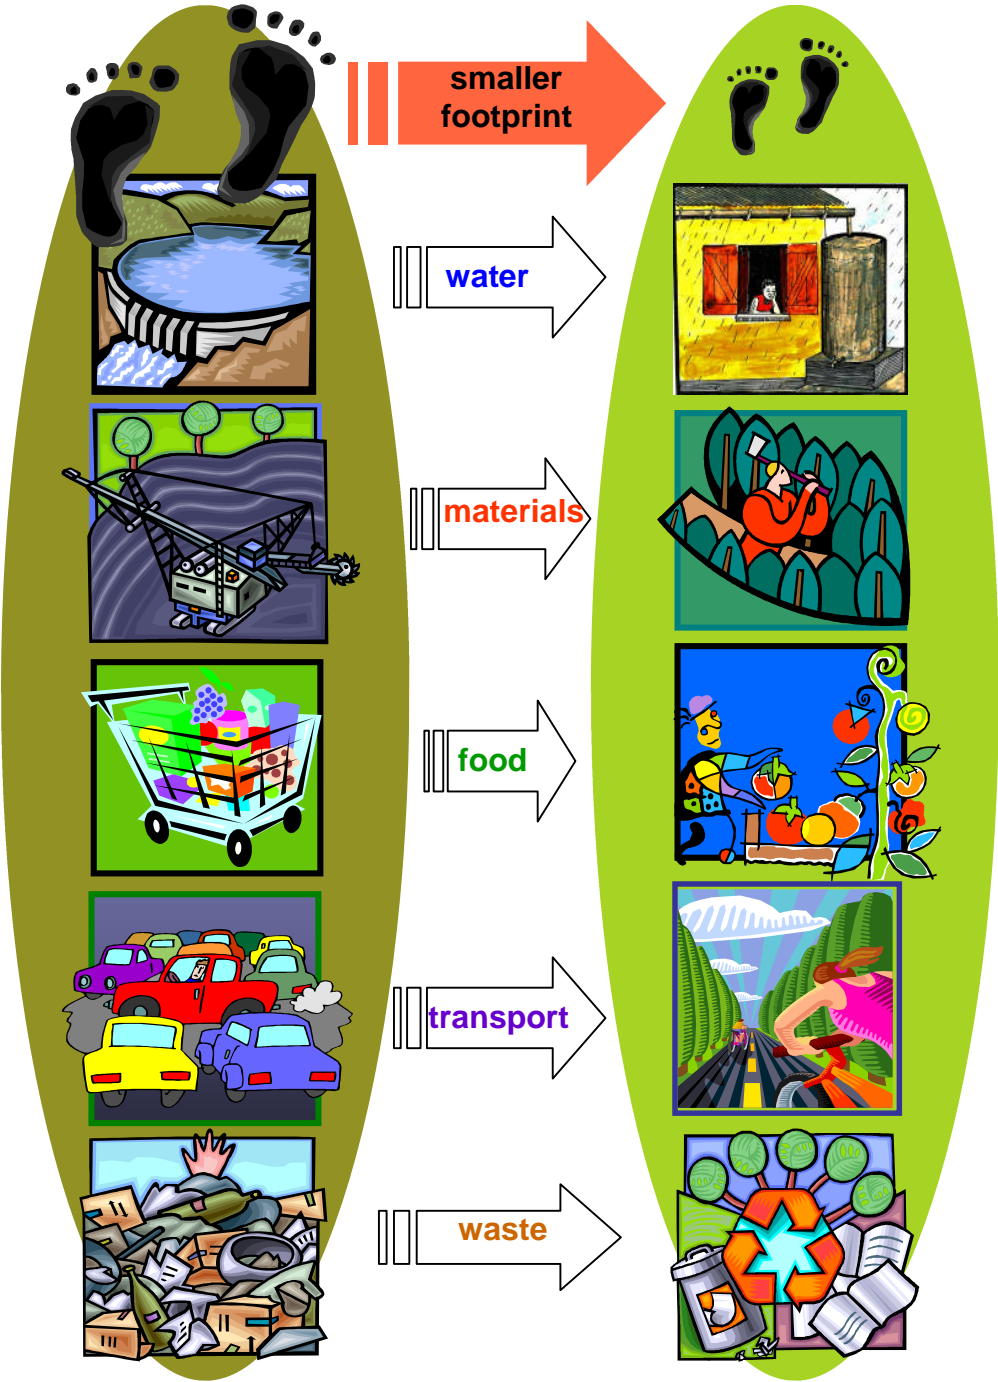 smaller
footprint
water
materials
food
transport
waste